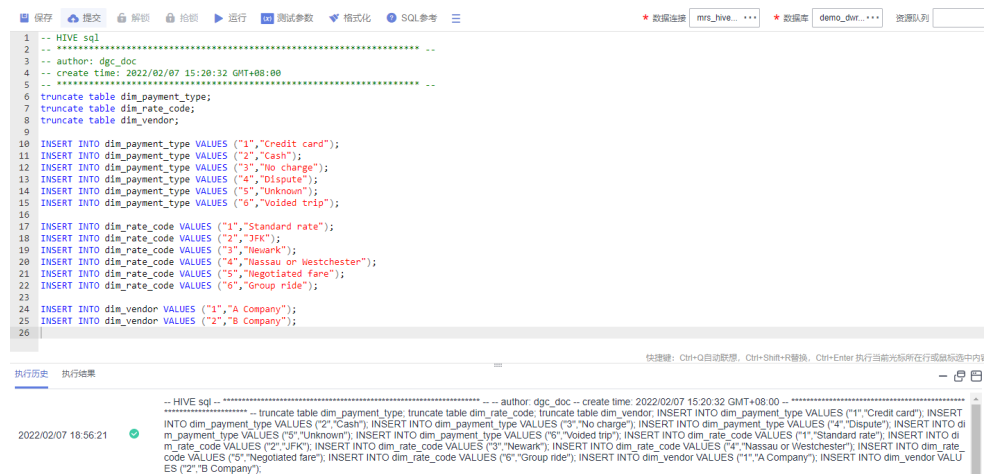 保存 提交 解锁 抢锁 运行 测试参数 格式化 SQL参考 * 数据连接 mrs_hive... ··· * 数据库 demo_dwr... ··· 资源队列
1 -- HIVE sql
2 -- ******************************************************************** --
3 -- author: dgc_doc
4 -- create time: 2022/02/07 15:20:32 GMT+08:00
5 -- ******************************************************************** --
6 truncate table dim_payment_type;
7 truncate table dim_rate_code;
8 truncate table dim_vendor;
9
10 INSERT INTO dim_payment_type VALUES ("1","Credit card");
11 INSERT INTO dim_payment_type VALUES ("2","Cash");
12 INSERT INTO dim_payment_type VALUES ("3","No charge");
13 INSERT INTO dim_payment_type VALUES ("4","Dispute");
14 INSERT INTO dim_payment_type VALUES ("5","Unknown");
15 INSERT INTO dim_payment_type VALUES ("6","Voided trip");
16
17 INSERT INTO dim_rate_code VALUES ("1","Standard rate");
18 INSERT INTO dim_rate_code VALUES ("2","JFK");
19 INSERT INTO dim_rate_code VALUES ("3","Newark");
20 INSERT INTO dim_rate_code VALUES ("4","Nassau or Westchester");
21 INSERT INTO dim_rate_code VALUES ("5","Negotiated fare");
22 INSERT INTO dim_rate_code VALUES ("6","Group ride");
23
24 INSERT INTO dim_vendor VALUES ("1","A Company");
25 INSERT INTO dim_vendor VALUES ("2","B Company");
26
快捷键：Ctrl+Q自动联想、Ctrl+Shift+R替换、Ctrl+Enter 执行当前光标所在行或鼠标选中内容
执行历史 执行结果
-- HIVE sql -- ******************************************************************** -- -- author: dgc_doc -- create time: 2022/02/07 15:20:32 GMT+08:00 -- **********************************************
********************** -- truncate table dim_payment_type; truncate table dim_rate_code; truncate table dim_vendor; INSERT INTO dim_payment_type VALUES ("1","Credit card"); INSERT
INTO dim_payment_type VALUES ("2","Cash"); INSERT INTO dim_payment_type VALUES ("3","No charge"); INSERT INTO dim_payment_type VALUES ("4","Dispute"); INSERT INTO di
2022/02/07 18:56:21 m_payment_type VALUES ("5","Unknown"); INSERT INTO dim_payment_type VALUES ("6","Voided trip"); INSERT INTO dim_rate_code VALUES ("1","Standard rate"); INSERT INTO di
m_rate_code VALUES ("2","JFK"); INSERT INTO dim_rate_code VALUES ("3","Newark"); INSERT INTO dim_rate_code VALUES ("4","Nassau or Westchester"); INSERT INTO dim_rate_
code VALUES ("5","Negotiated fare"); INSERT INTO dim_rate_code VALUES ("6","Group ride"); INSERT INTO dim_vendor VALUES ("1","A Company"); INSERT INTO dim_vendor VALU
ES ("2","B Company");